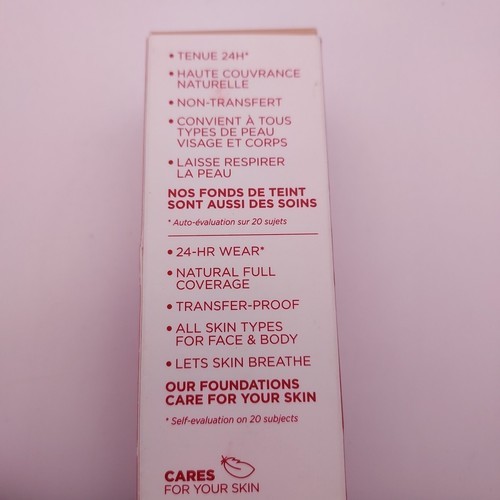 • TENUE 24H*
• HAUTE COUVRANCE
NATURELLE
• NON-TRANSFERT
• CONVIENT À TOUS
TYPES DE PEAU
VISAGE ET CORPS
• LAISSE RESPIRER
LA PEAU
NOS FONDS DE TEINT
SONT AUSSI DES SOINS
* Auto-évaluation sur 20 sujets
• 24-HR WEAR*
• NATURAL FULL
COVERAGE
• TRANSFER-PROOF
• ALL SKIN TYPES
FOR FACE & BODY
• LETS SKIN BREATHE
OUR FOUNDATIONS
CARE FOR YOUR SKIN
* Self-evaluation on 20 subjects
CARES
FOR YOUR SKIN